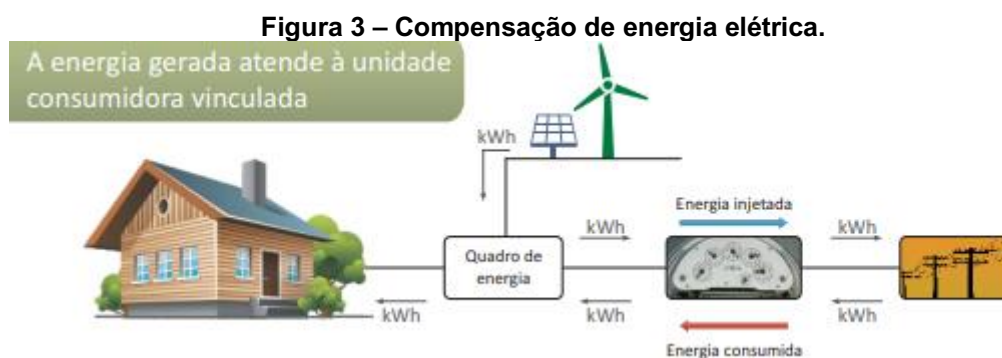 Figura 3 – Compensação de energia elétrica.
A energia gerada atende à unidade
consumidora vinculada
kWh
Energia injetada
kWh
kWh
Quadro de
energia
kWh
kWh
kWh
Energia consumida